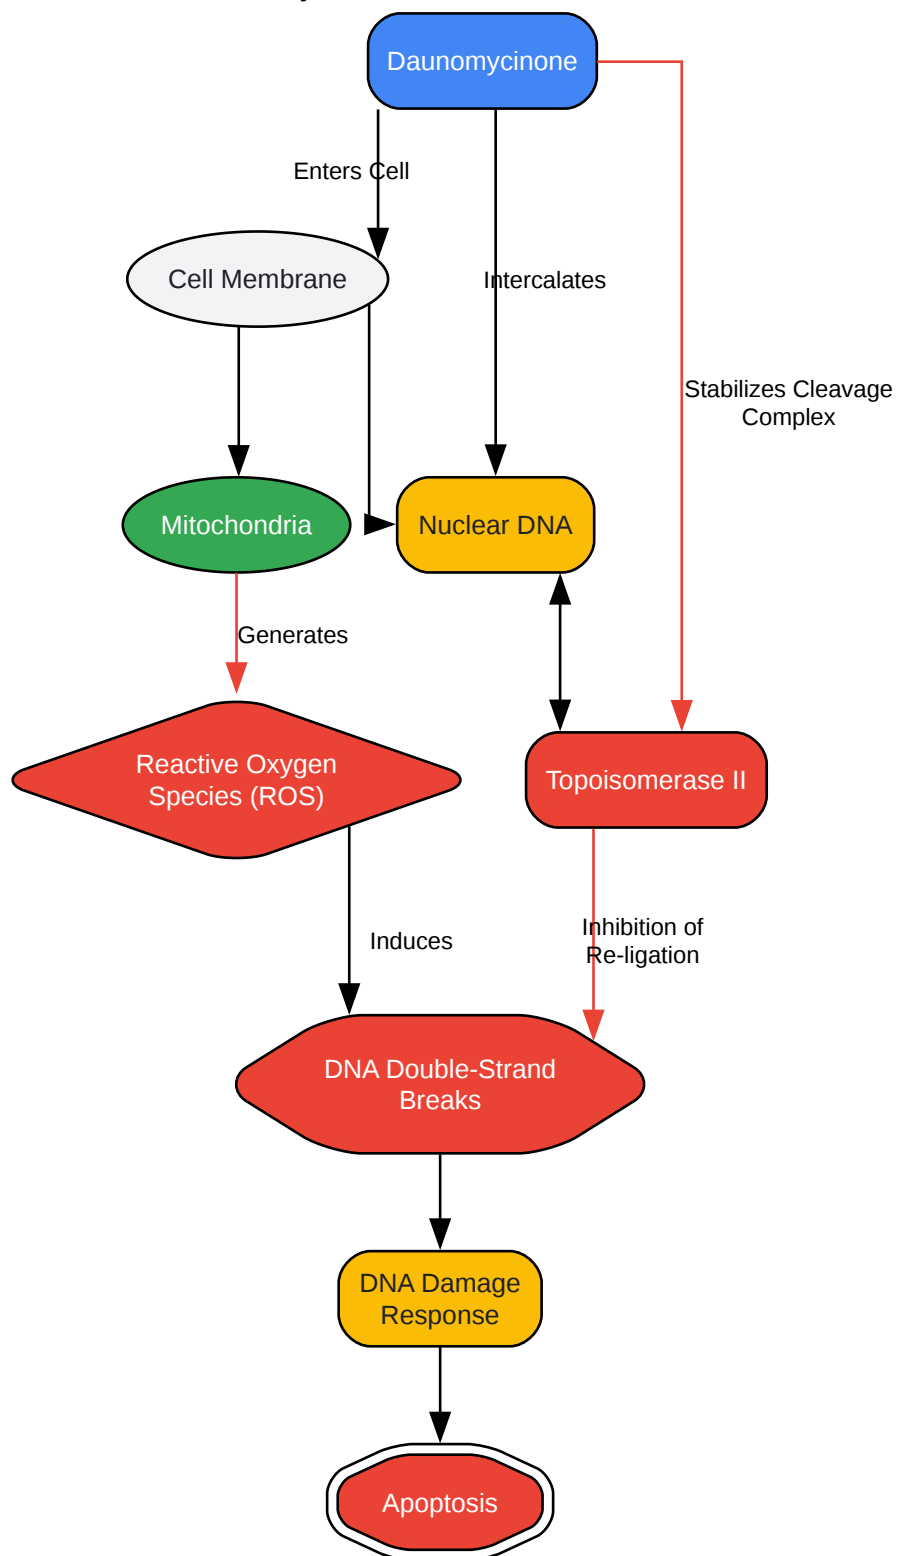 Daunomycinone
Enters Cell
Cell Membrane
Intercalates
Stabilizes Cleavage
Complex
Mitochondria
Nuclear DNA
Generates
Reactive Oxygen
Species (ROS)
Topoisomerase II
Induces
Inhibition of
Re-ligation
DNA Double-Strand
Breaks
DNA Damage
Response
Apoptosis